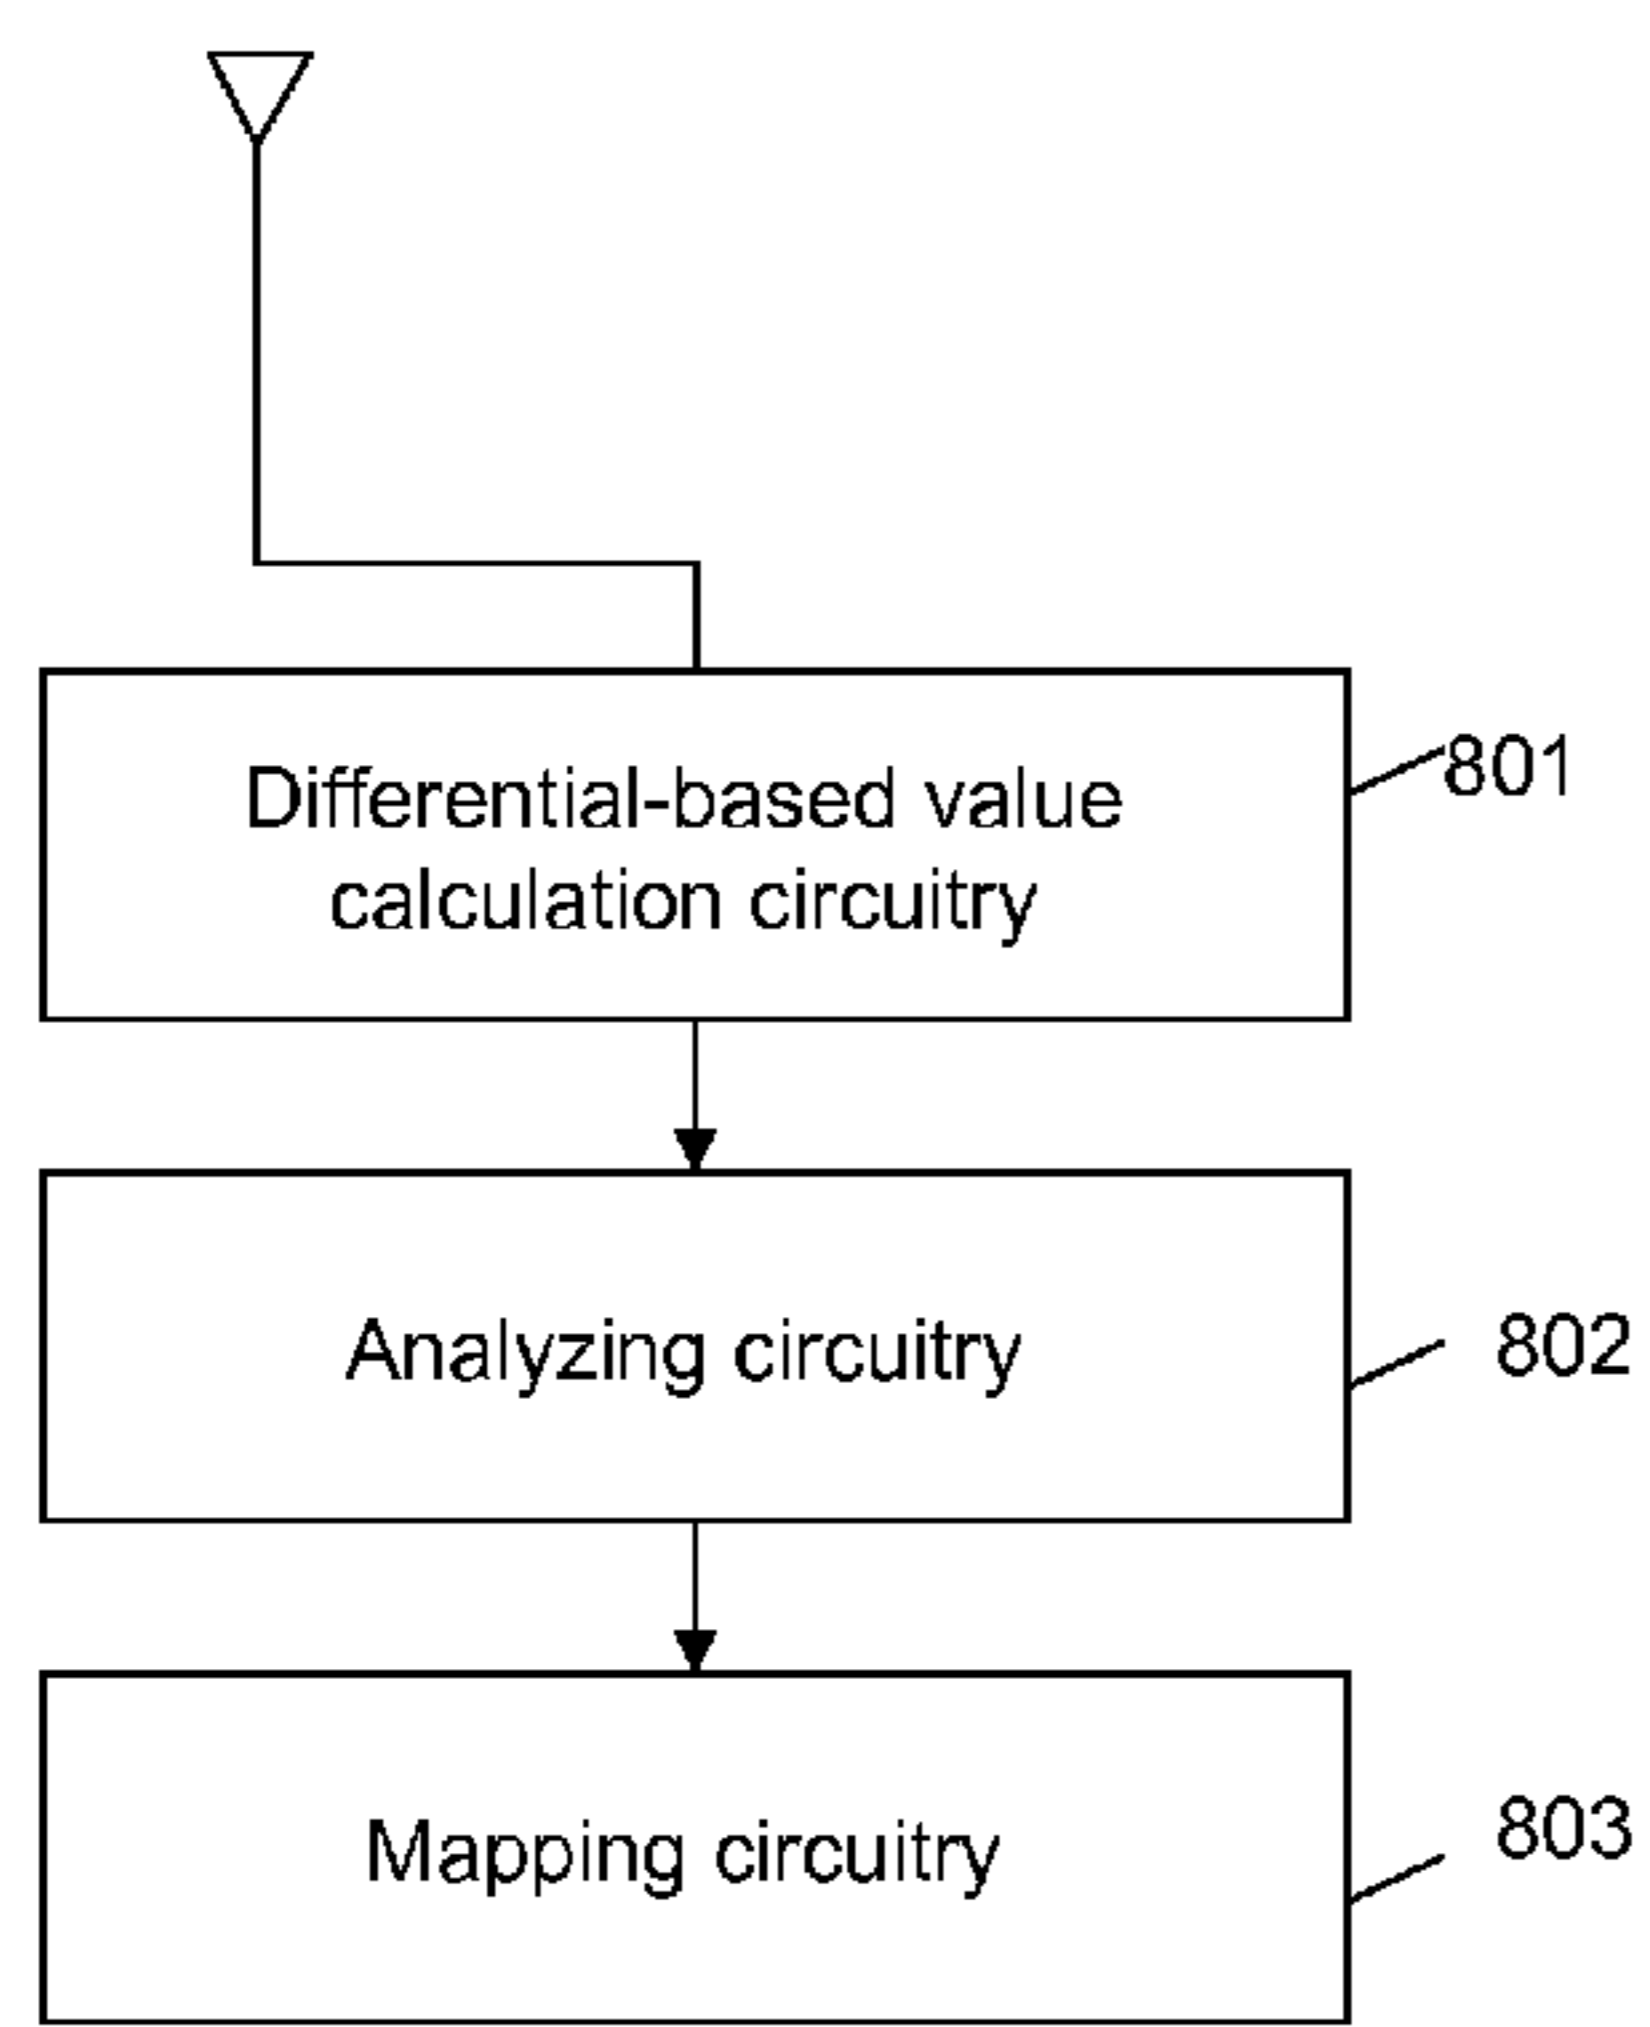 Differential-based value
calculation circuitry
801
Analyzing circuitry
802
Mapping circuitry
803